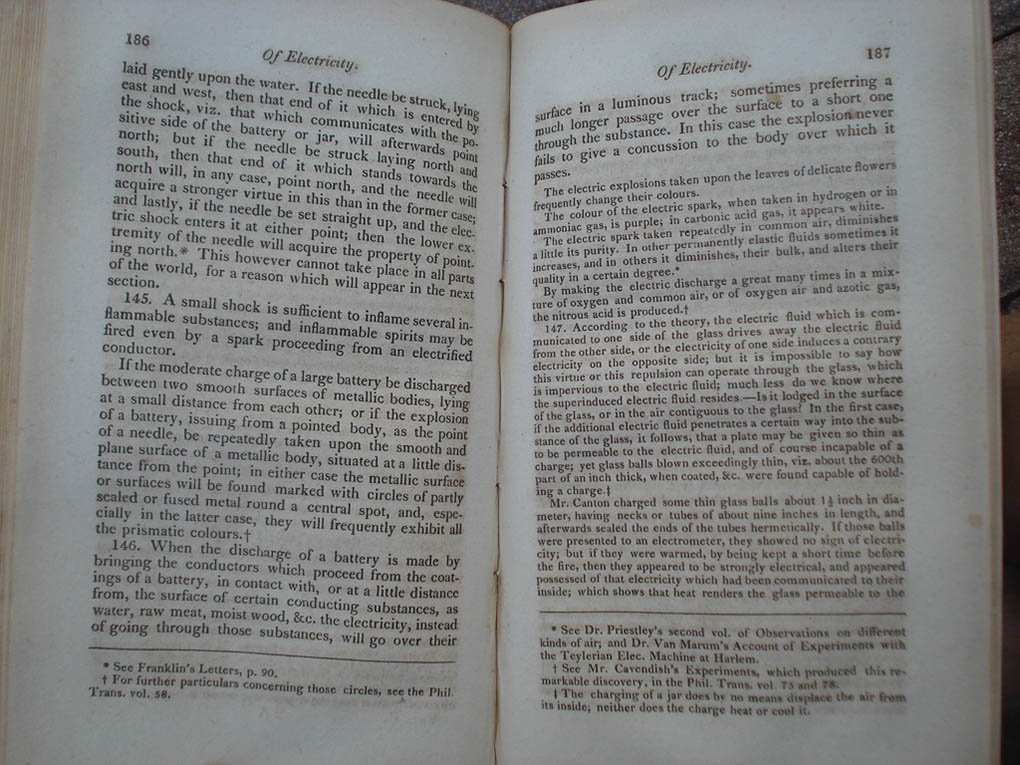 186
Of Electricity.
laid gently upon the water. If the needle be struck, lying
east and west, then that end of it which is entered by
the shock, viz. that which communicates with the po-
sitive side of the battery or jar, will afterwards point
north; but if the needle be struck laying north and
south, then that end of it which stands towards the
north will, in any case, point north, and the needle will
acquire a stronger virtue in this than in the former case;
and lastly, if the needle be set straight up, and the elec-
tric shock enters it at either point; then the lower ex-
tremity of the needle will acquire the property of point-
ing north.* This however cannot take place in all parts
of the world, for a reason which will appear in the next
section.
145. A small shock is sufficient to inflame several in-
flammable substances; and inflammable spirits may be
fired even by a spark proceeding from an electrified
conductor.
If the moderate charge of a large battery be discharged
between two smooth surfaces of metallic bodies, lying
at a small distance from each other; or if the explosion
of a battery, issuing from a pointed body, as the point
of a needle, be repeatedly taken upon the smooth and
plane surface of a metallic body, situated at a little dis-
tance from the point; in either case the metallic surface
or surfaces will be found marked with circles of partly
scaled or fused metal round a central spot, and, espe-
cially in the latter case, they will frequently exhibit all
the prismatic colours.†
146. When the discharge of a battery is made by
bringing the conductors which proceed from the coat-
ings of a battery, in contact with, or at a little distance
from, the surface of certain conducting substances, as
water, raw meat, moist wood, &c. the electricity, instead
of going through those substances, will go over their
* See Franklin's Letters, p. 90.
† For further particulars concerning those circles, see the Phil.
Trans. vol. 58.
187
Of Electricity.
surface in a luminous track; sometimes preferring a
much longer passage over the surface to a short one
through the substance. In this case the explosion never
fails to give a concussion to the body over which it
passes.
The electric explosions taken upon the leaves of delicate flowers
frequently change their colours.
The colour of the electric spark, when taken in hydrogen or in
ammoniac gas, is purple; in carbonic acid gas, it appears white.
The electric spark taken repeatedly in common air, diminishes
a little its purity. In other permanently elastic fluids sometimes it
increases, and in others it diminishes, their bulk, and alters their
quality in a certain degree.*
By making the electric discharge a great many times in a mix-
ture of oxygen and common air, or of oxygen air and azotic gas,
the nitrous acid is produced.†
147. According to the theory, the electric fluid which is com-
municated to one side of the glass drives away the electric fluid
from the other side, or the electricity of one side induces a contrary
electricity on the opposite side; but it is impossible to say how
this virtue or this repulsion can operate through the glass, which
is impervious to the electric fluid; much less do we know where
the superinduced electric fluid resides.—Is it lodged in the surface
of the glass, or in the air contiguous to the glass? In the first case,
if the additional electric fluid penetrates a certain way into the sub-
stance of the glass, it follows, that a plate may be given so thin as
to be permeable to the electric fluid, and of course incapable of a
charge; yet glass balls blown exceedingly thin, viz. about the 600th
part of an inch thick, when coated, &c. were found capable of hold-
ing a charge.‡
Mr. Canton charged some thin glass balls about 1½ inch in dia-
meter, having necks or tubes of about nine inches in length, and
afterwards sealed the ends of the tubes hermetically. If those balls
were presented to an electrometer, they showed no sign of electri-
city; but if they were warmed, by being kept a short time before
the fire, then they appeared to be strongly electrical, and appeared
possessed of that electricity which had been communicated to their
inside; which shows that heat renders the glass permeable to the
* See Dr. Priestley's second vol. of Observations on different
kinds of air; and Dr. Van Marum's Account of Experiments with
the Teylerian Elec. Machine at Harlem.
† See Mr. Cavendish's Experiments, which produced this re-
markable discovery, in the Phil. Trans. vol. 75 and 78.
‡ The charging of a jar does by no means displace the air from
its inside; neither does the charge heat or cool it.